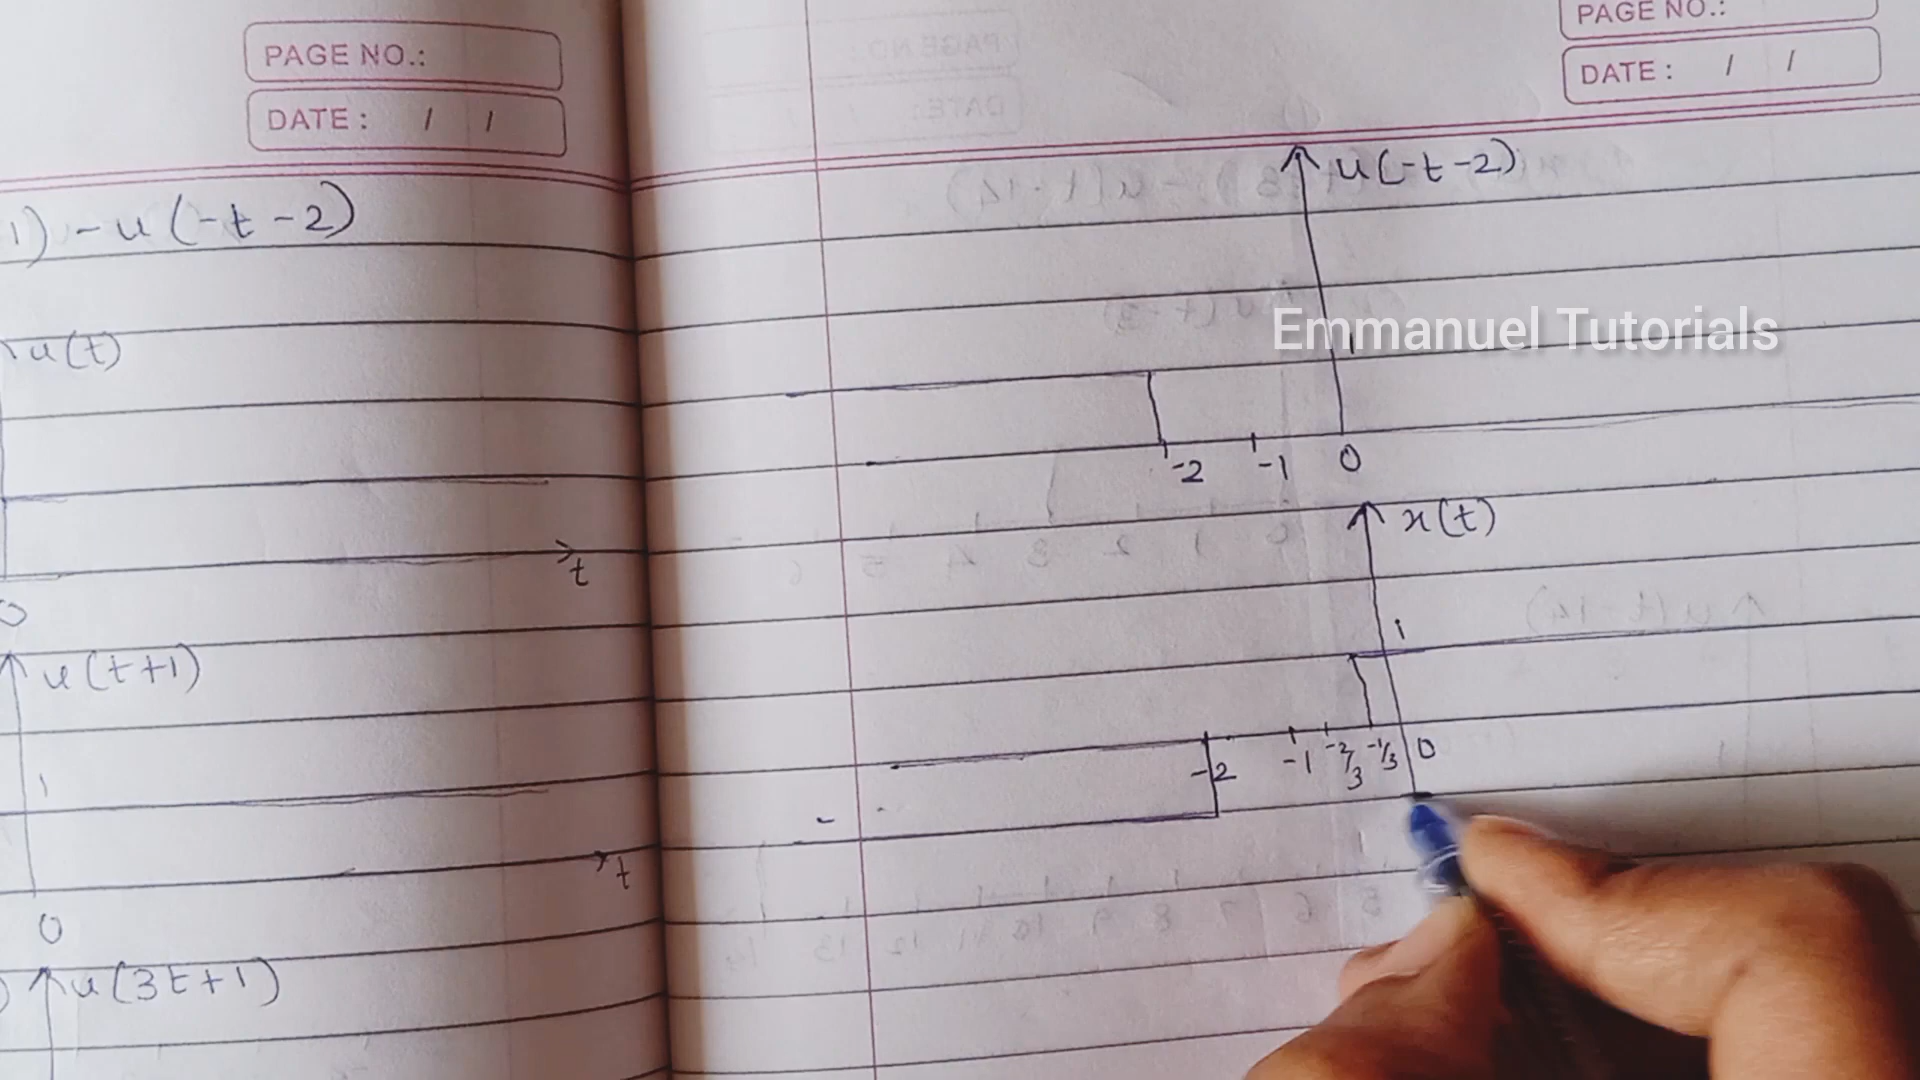 PAGE NO.:
DATE: / /
1) - u(-t-2)
u(t)
t
0
u(t+1)
1
t
0
u(3t+1)
PAGE NO.:
DATE: / /
u(-t-2)
Emmanuel Tutorials
1
-2 -1 0
x(t)
1
-2 -1 -2/3 -1/3 0